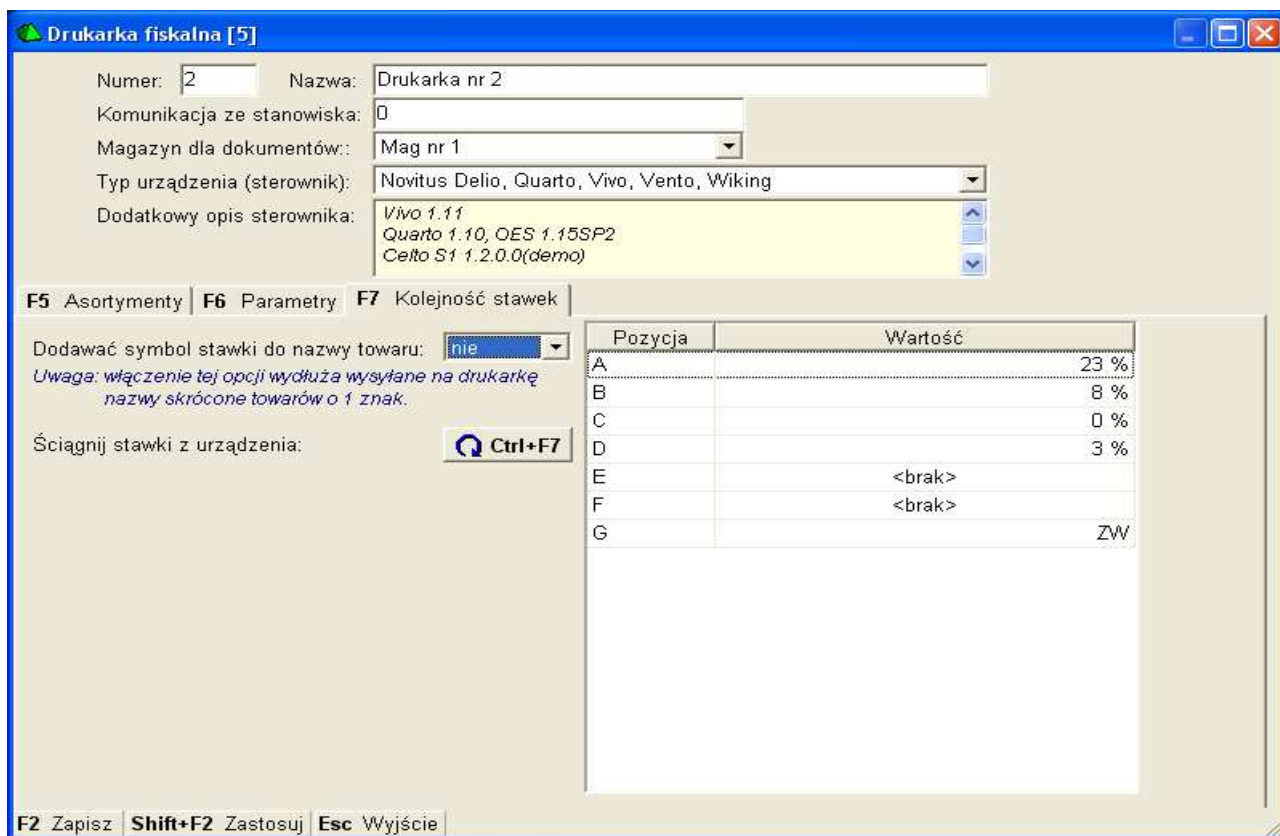 Drukarka fiskalna [5]
Numer: 2 Nazwa: Drukarka nr 2
Komunikacja ze stanowiska: 0
Magazyn dla dokumentów:: Mag nr 1
Typ urządzenia (sterownik): Novitus Delio, Quarto, Vivo, Vento, Wiking
Dodatkowy opis sterownika: Vivo 1.11
Quarto 1.10, OES 1.15SP2
Celto S1 1.2.0.0(demo)
F5 Asortymenty F6 Parametry F7 Kolejność stawek
Dodawać symbol stawki do nazwy towaru: nie
Uwaga: włączenie tej opcji wydłuża wysyłane na drukarkę
nazwy skrócone towarów o 1 znak.
Ściągnij stawki z urządzenia: Ctrl+F7
Pozycja Wartość
A 23 %
B 8 %
C 0 %
D 3 %
E <brak>
F <brak>
G ZW
F2 Zapisz Shift+F2 Zastosuj Esc Wyjście